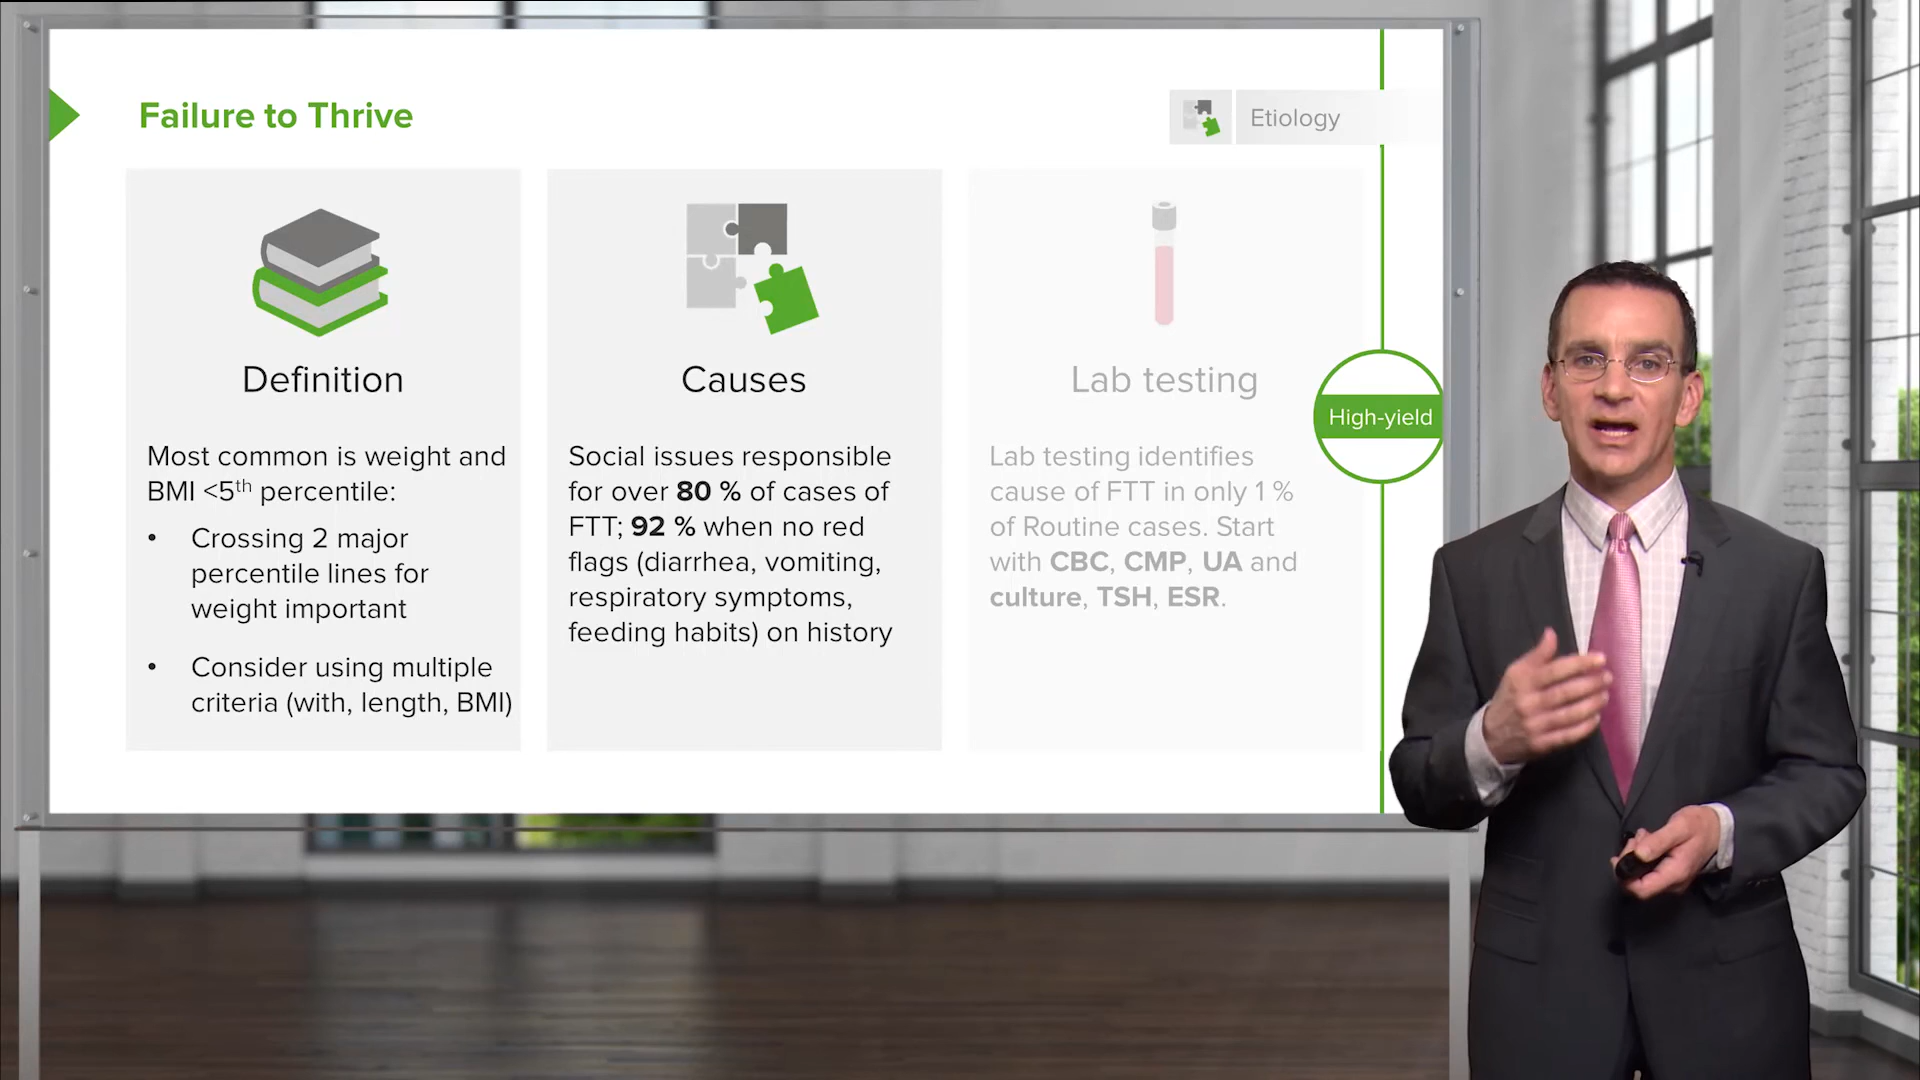 Failure to Thrive
Etiology
Definition
Most common is weight and
BMI <5th percentile:
• Crossing 2 major
percentile lines for
weight important
• Consider using multiple
criteria (with, length, BMI)
Causes
Social issues responsible
for over 80 % of cases of
FTT; 92 % when no red
flags (diarrhea, vomiting,
respiratory symptoms,
feeding habits) on history
Lab testing
Lab testing identifies
cause of FTT in only 1 %
of Routine cases. Start
with CBC, CMP, UA and
culture, TSH, ESR.
High-yield